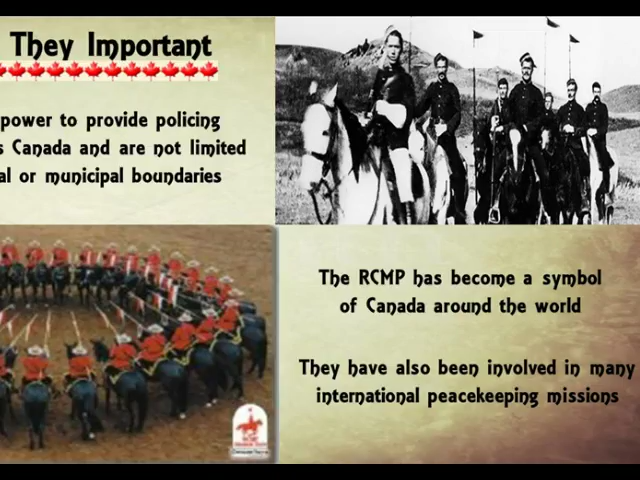 They Important
power to provide policing
s Canada and are not limited
al or municipal boundaries
The RCMP has become a symbol
of Canada around the world
They have also been involved in many
international peacekeeping missions